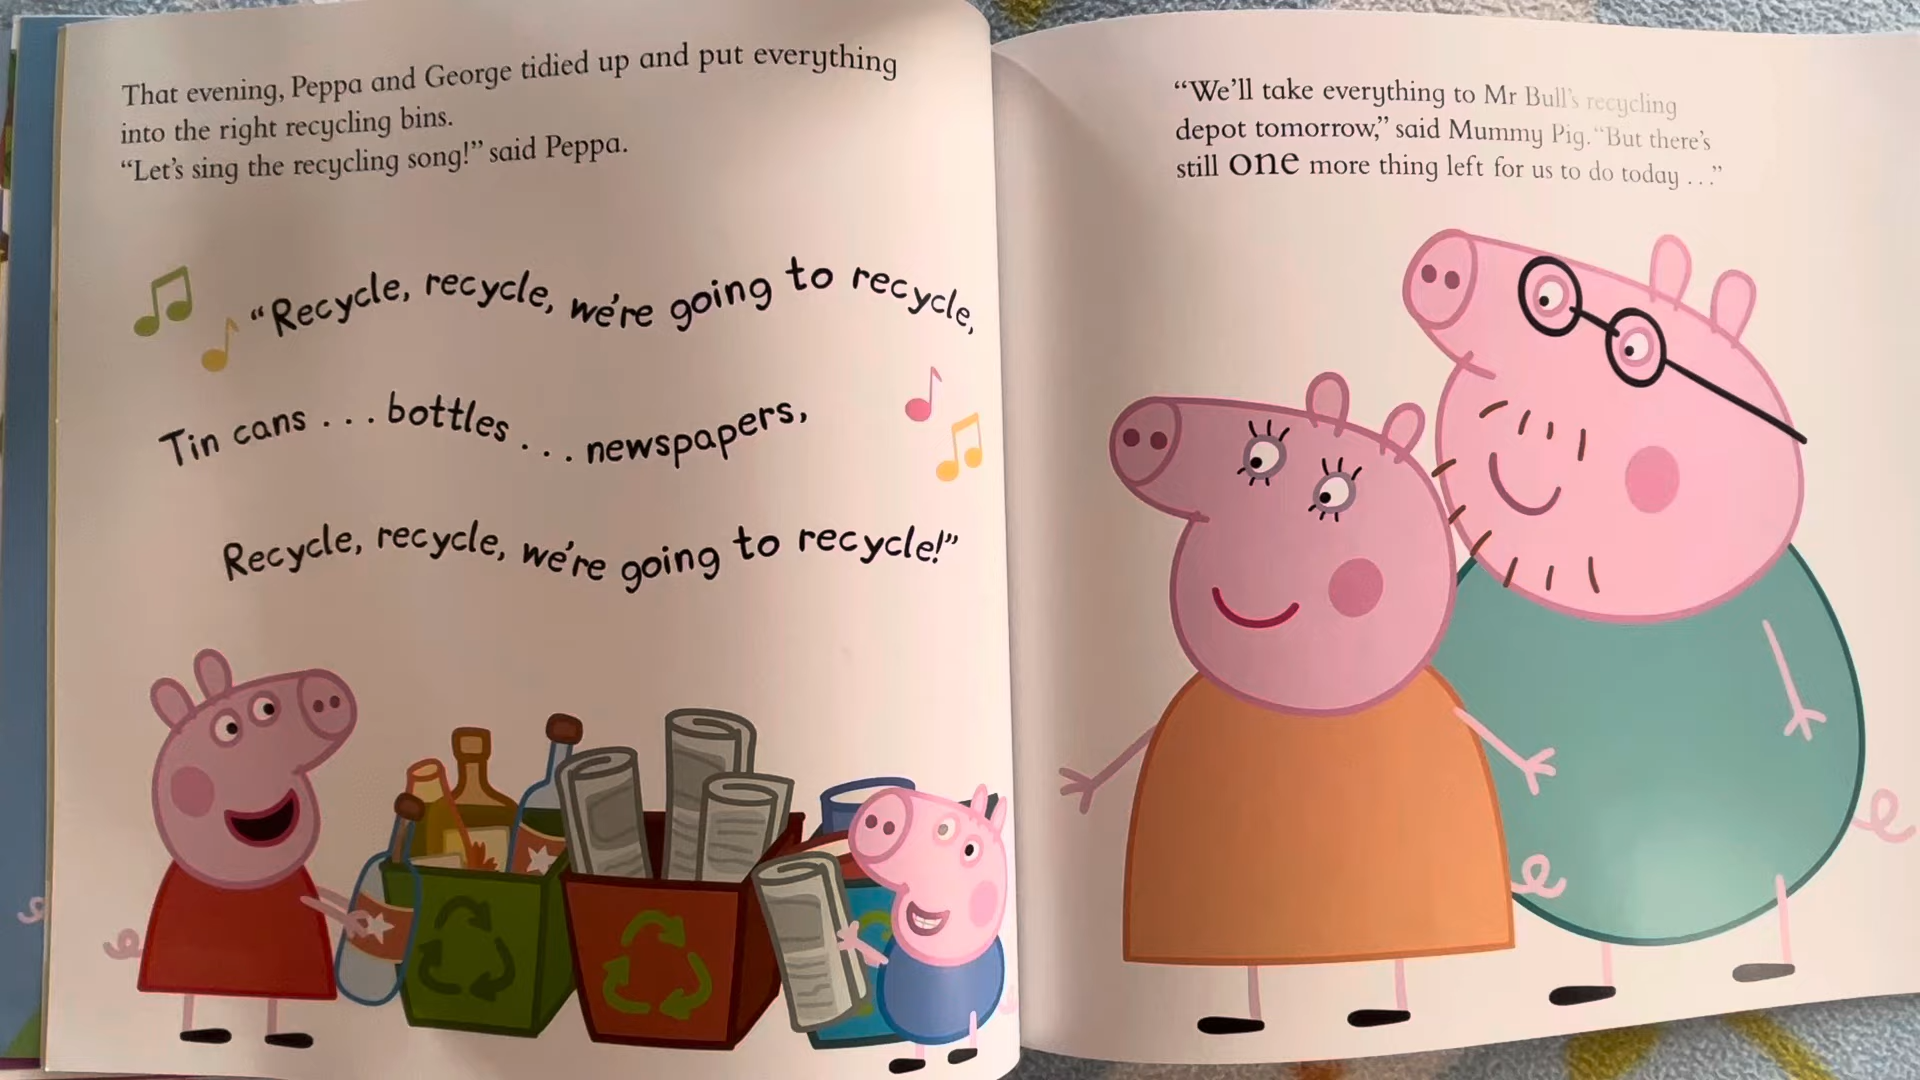 That evening, Peppa and George tidied up and put everything
into the right recycling bins.
“Let’s sing the recycling song!” said Peppa.
“Recycle, recycle, we’re going to recycle,
Tin cans . . . bottles . . . newspapers,
Recycle, recycle, we’re going to recycle!”
“We’ll take everything to Mr Bull’s recycling
depot tomorrow,” said Mummy Pig. “But there’s
still one more thing left for us to do today . . .”